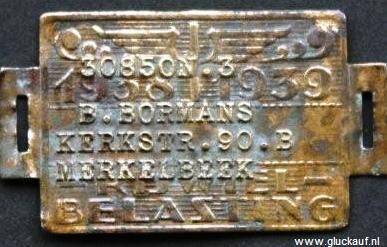 30850N.3
1938 1939
B. BORMANS
KERKSTR. 90. B
MERKELBEEK
RIJWIEL-
BELASTING
www.gluckauf.nl